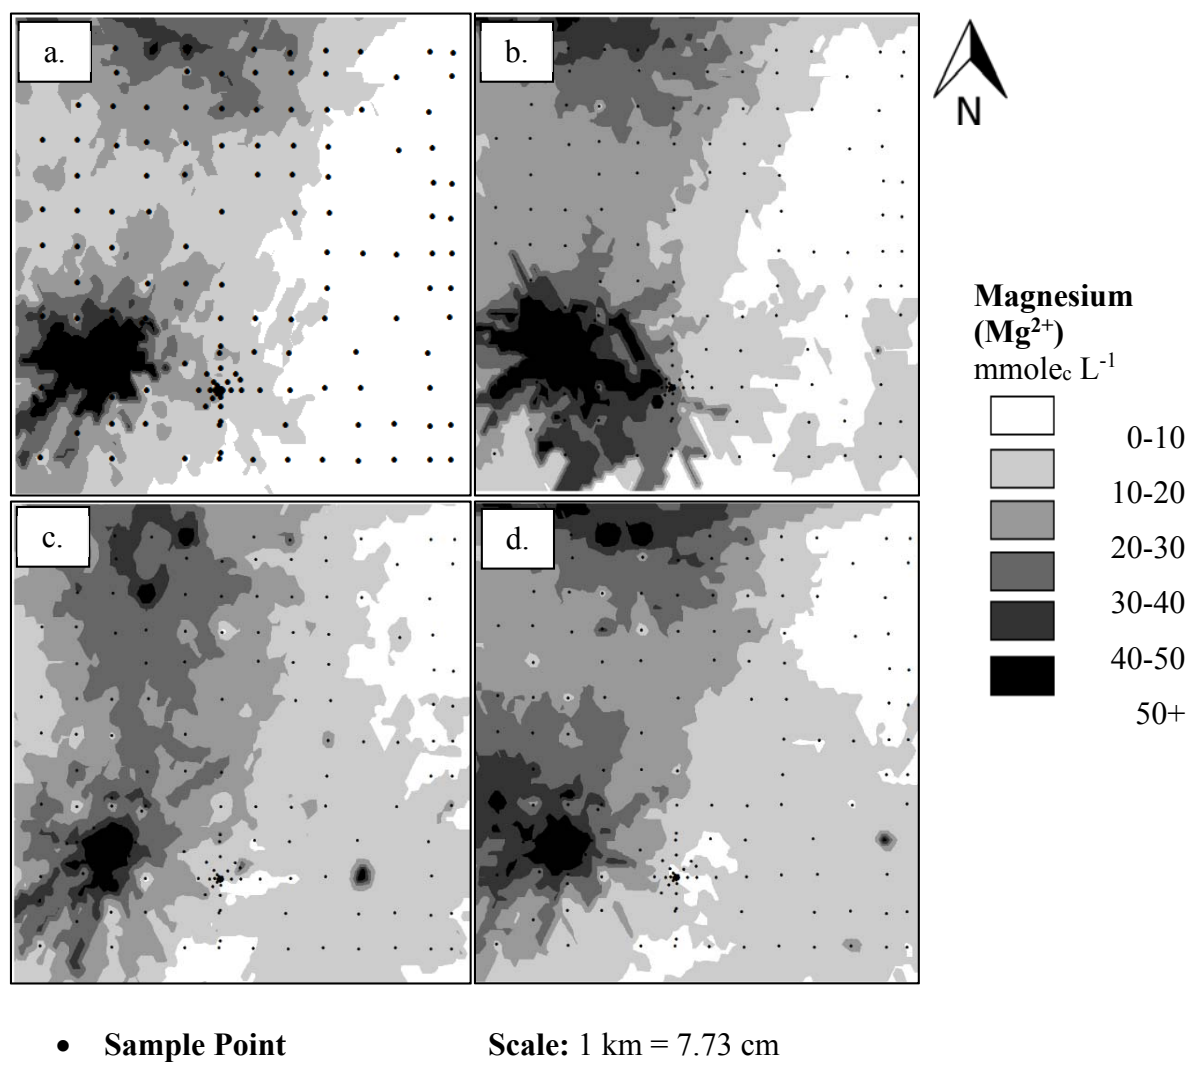 a.
b.
N
c.
d.
Magnesium
(Mg²⁺)
mmole꜀ L⁻¹
0-10
10-20
20-30
30-40
40-50
50+
• Sample Point
Scale: 1 km = 7.73 cm